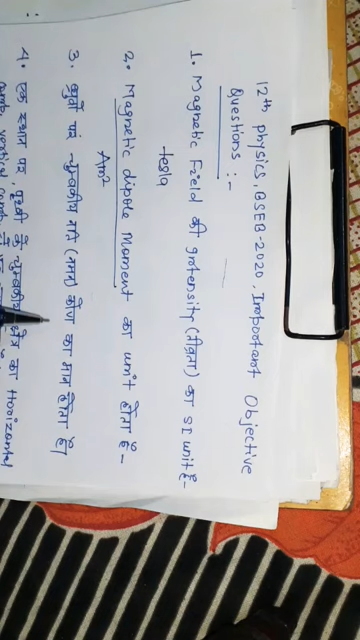 12th physics, BSEB-2020, Important Objective
Questions :-
1. Magnetic Field की grotensity (तीव्रता) का SI unit है-
tesla
2. Magnetic dipole Moment का unit होता है-
Am²
3. ध्रुवों पर चुम्बकीय नति (नमन) कोण का मान होता है|
4. एक स्थान पर, पृथ्वी के चुम्बकीय क्षेत्र का Horizontal